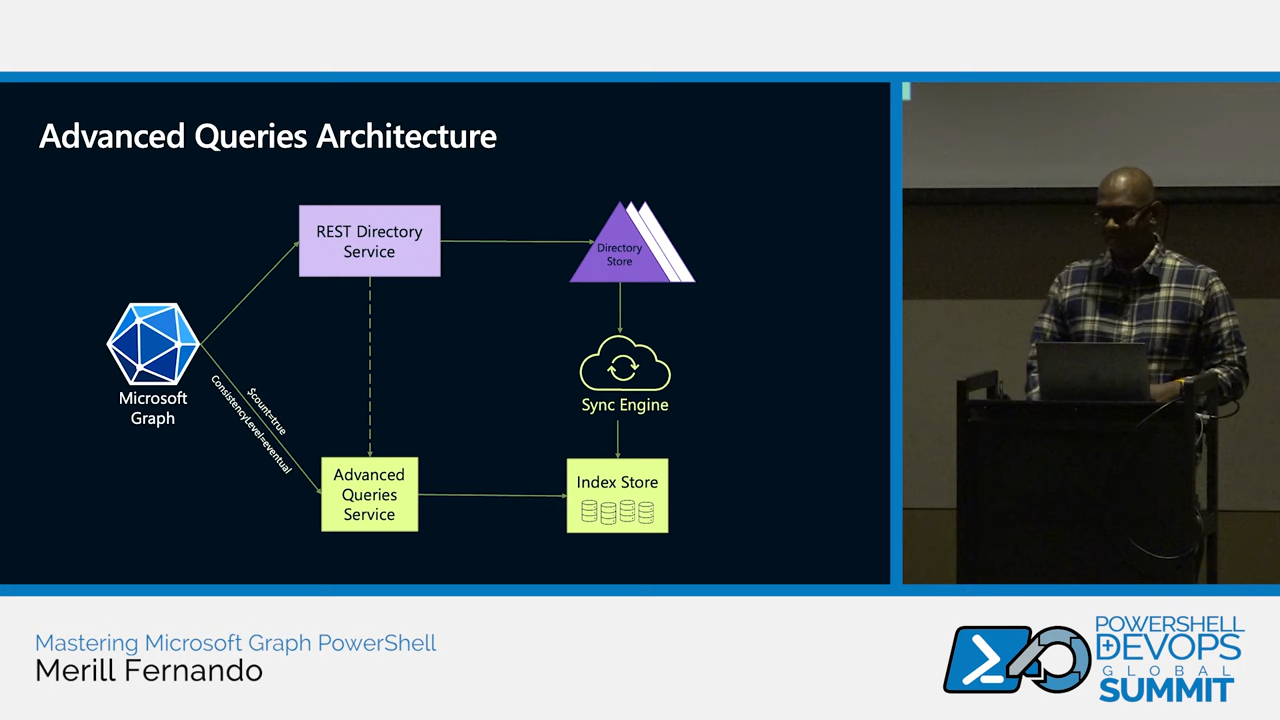 Advanced Queries Architecture
REST Directory
Service
Directory
Store
Microsoft
Graph
$count=true
ConsistencyLevel=eventual
Sync Engine
Advanced
Queries
Service
Index Store
Mastering Microsoft Graph PowerShell
Merill Fernando
POWERSHELL
DEVOPS
GLOBAL
SUMMIT